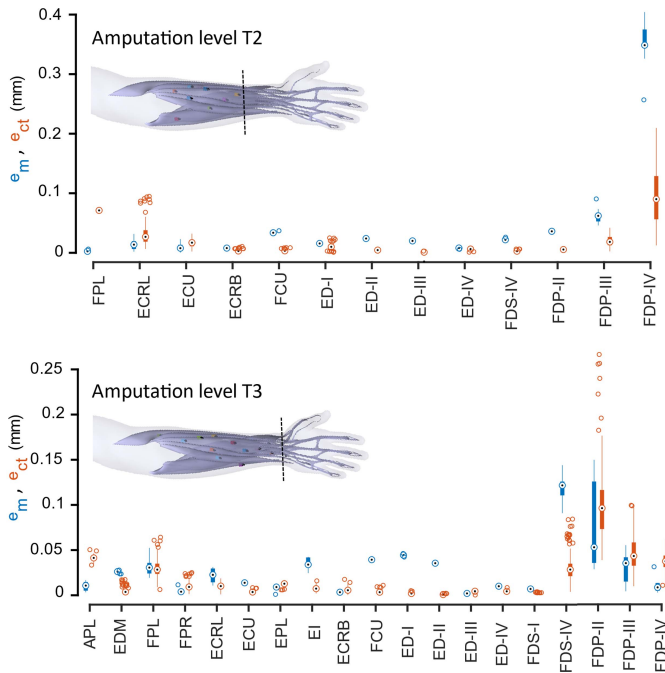 Amputation level T2
e_m , e_ct (mm)
0.4
0.3
0.2
0.1
0
FPL ECRL ECU ECRB FCU ED-I ED-II ED-III ED-IV FDS-IV FDP-II FDP-III FDP-IV
Amputation level T3
e_m , e_ct (mm)
0.25
0.2
0.15
0.10
0.05
0
APL EDM FPL FPR ECRL ECU EPL EI ECRB FCU ED-I ED-II ED-III ED-IV FDS-I FDS-IV FDP-II FDP-III FDP-IV